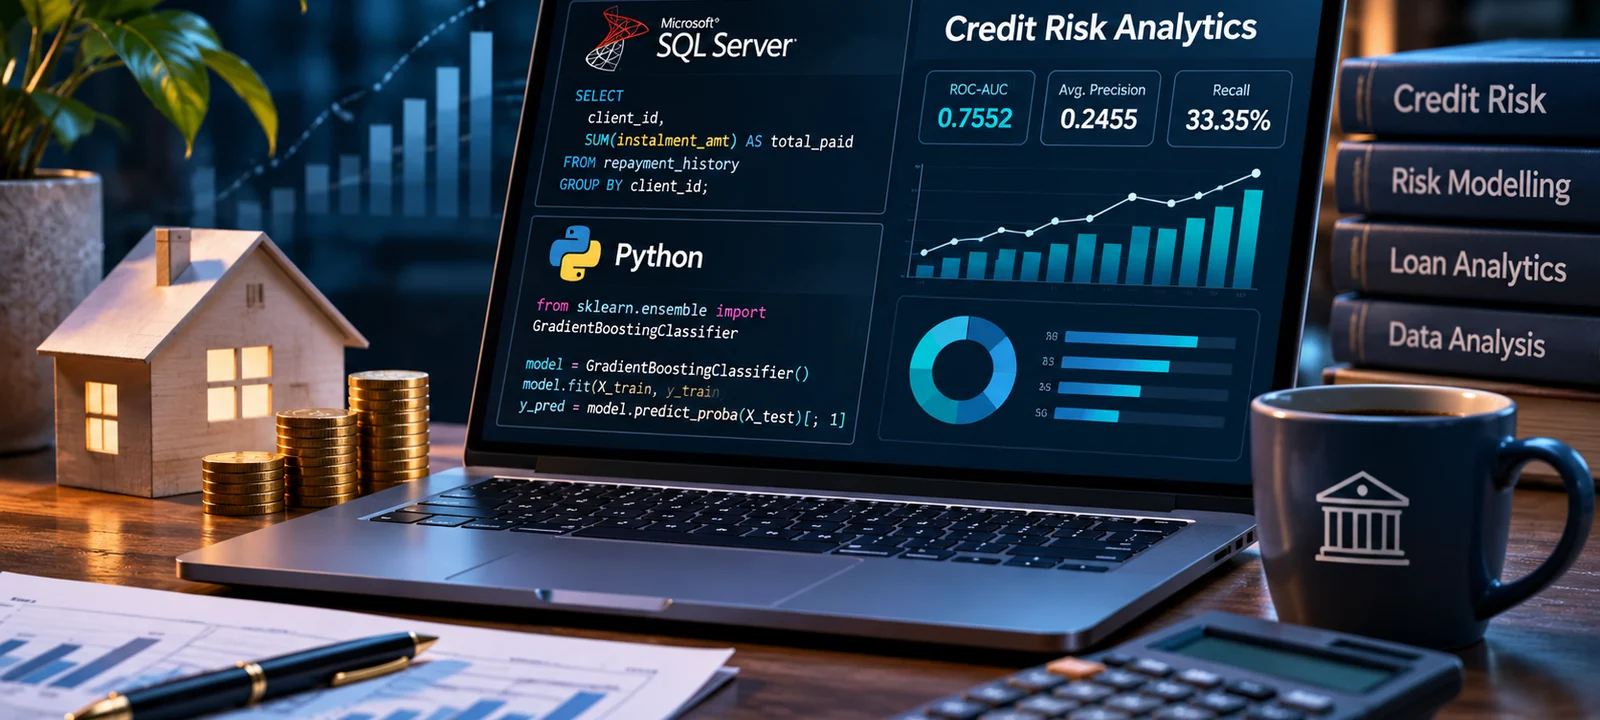 Microsoft®
SQL Server
SELECT
client_id,
SUM(instalment_amt) AS total_paid
FROM repayment_history
GROUP BY client_id;
Python
from sklearn.ensemble import
GradientBoostingClassifier
model = GradientBoostingClassifier()
model.fit(X_train, y_train
y_pred = model.predict_proba(X_test)[; 1]
Credit Risk Analytics
ROC-AUC
0.7552
Avg. Precision
0.2455
Recall
33.35%
Credit Risk
Risk Modelling
Loan Analytics
Data Analysis